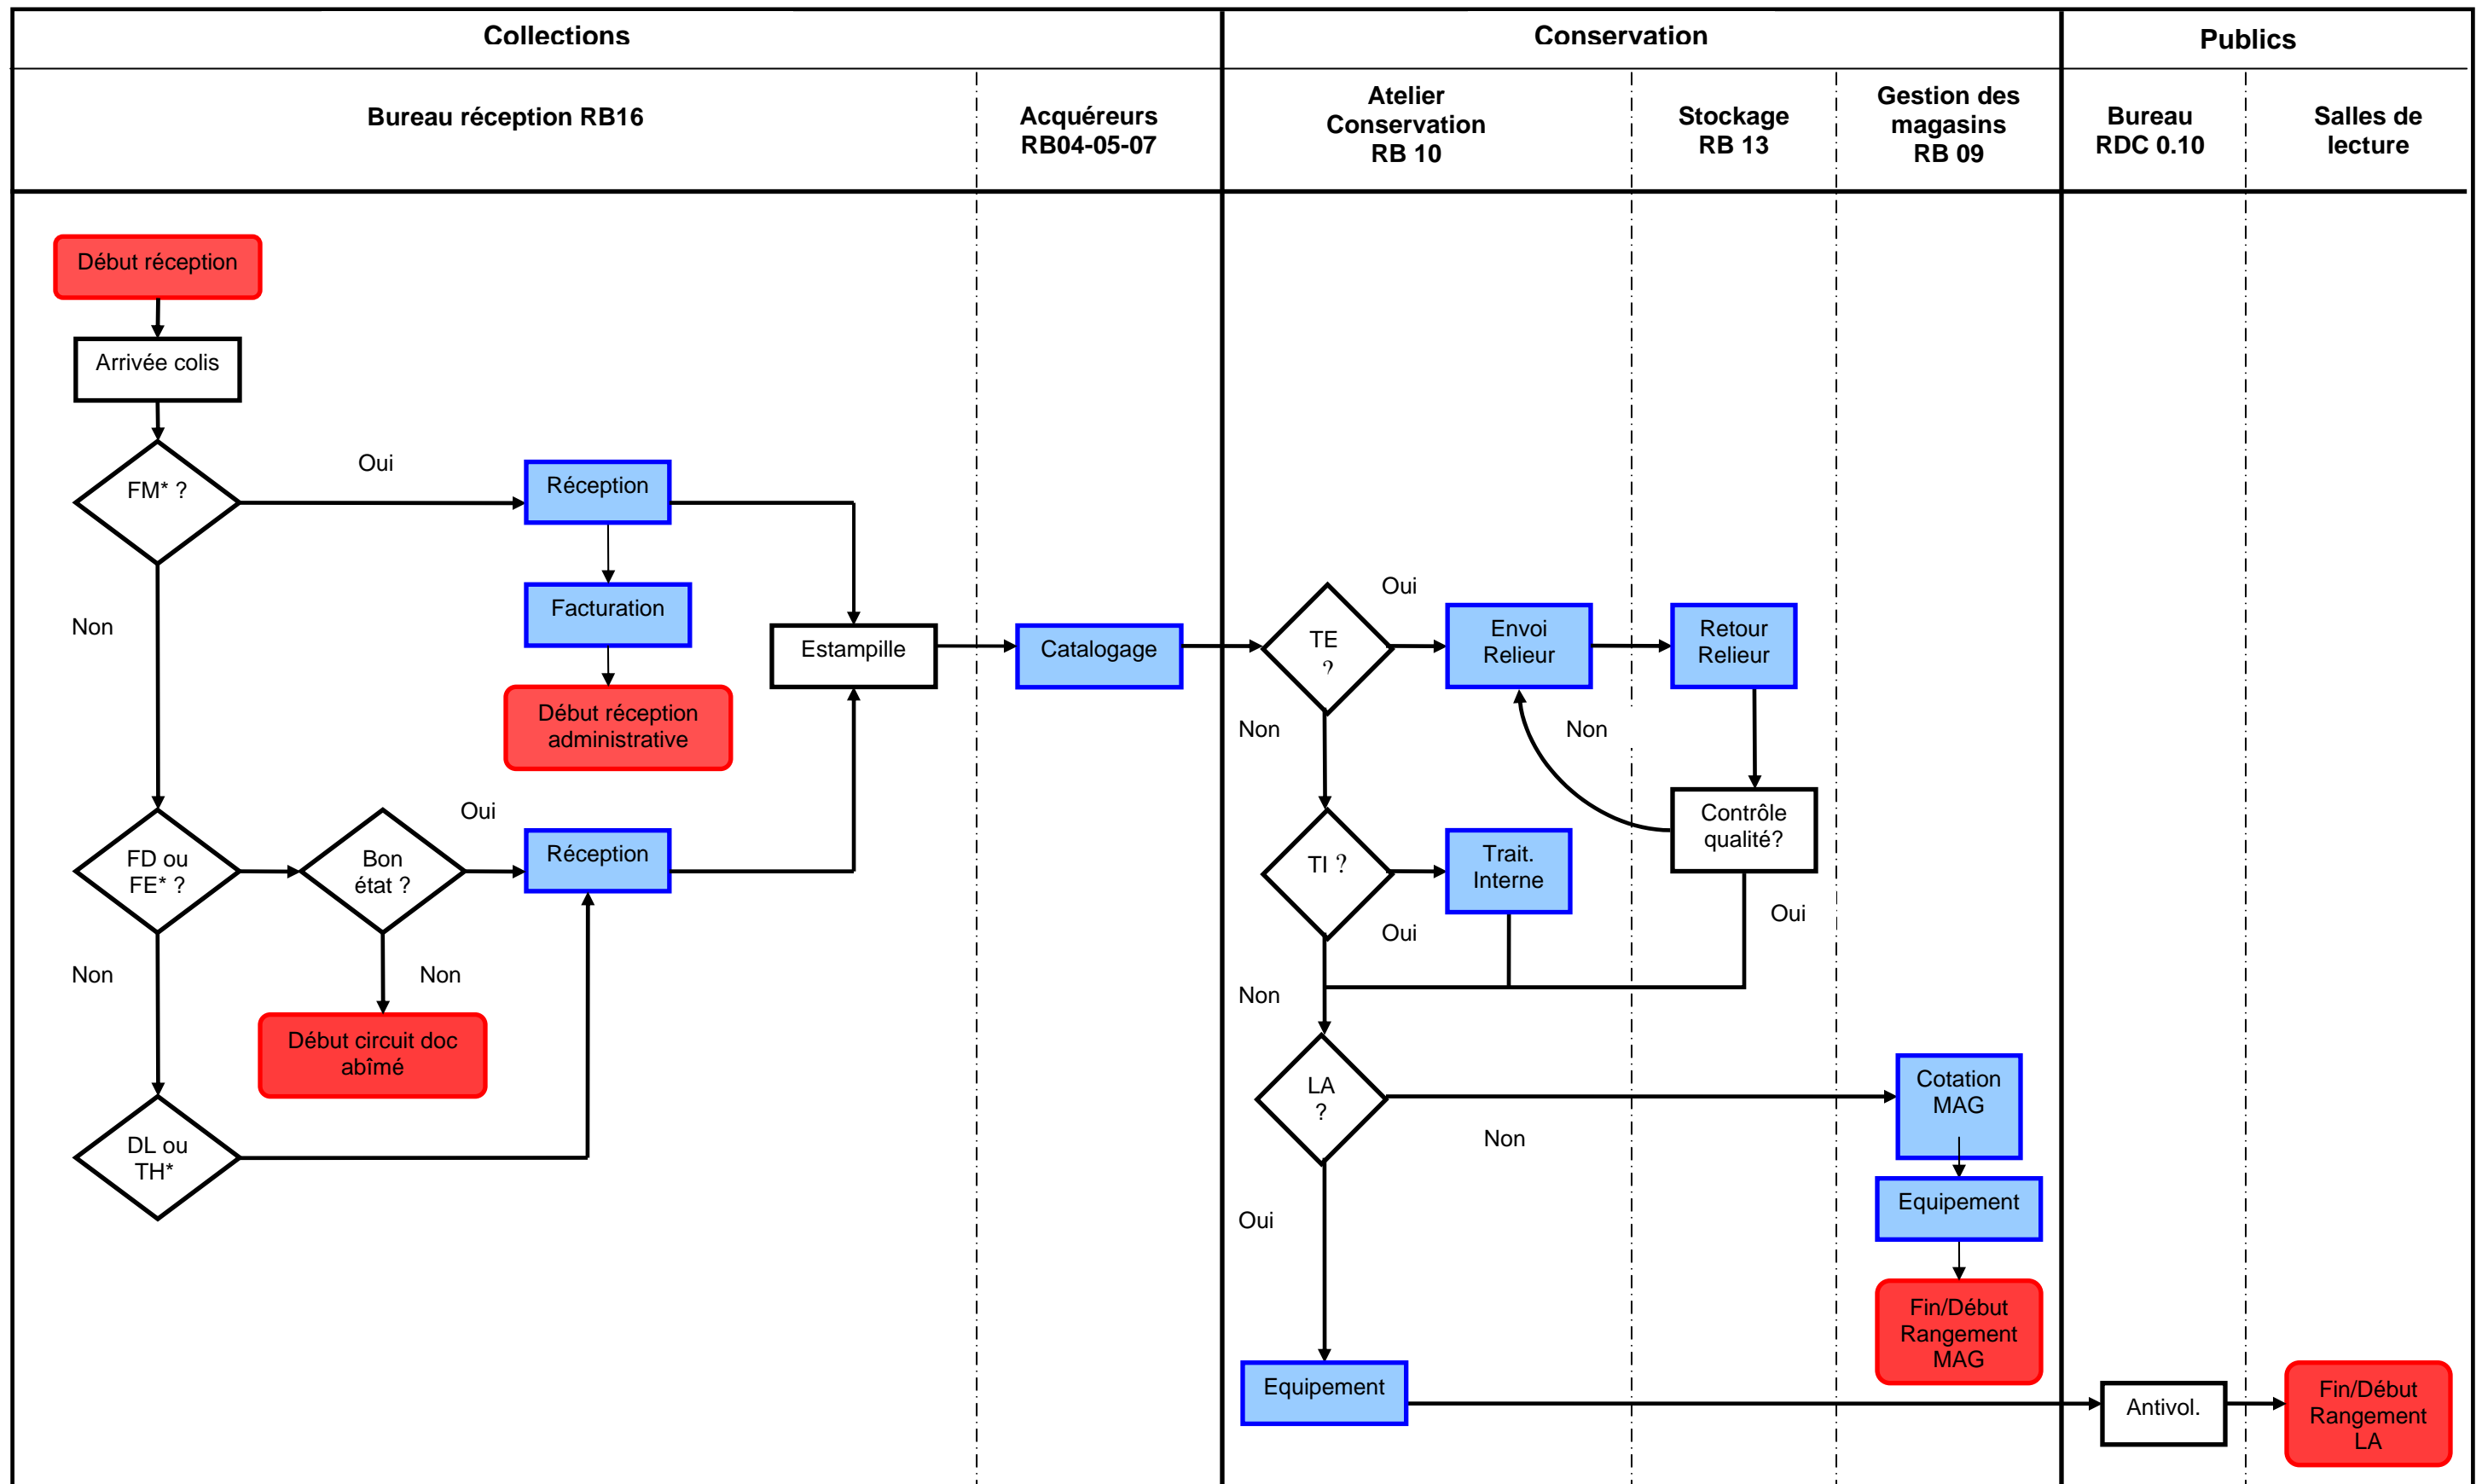 Collections
Conservation
Publics
Bureau réception RB16
Acquéreurs
RB04-05-07
Atelier
Conservation
RB 10
Stockage
RB 13
Gestion des
magasins
RB 09
Bureau
RDC 0.10
Salles de
lecture
Début réception
Arrivée colis
FM* ?
Oui
Réception
Non
Facturation
Début réception
administrative
Estampille
Catalogage
TE
?
Oui
Envoi
Relieur
Retour
Relieur
Non
Non
Contrôle
qualité?
FD ou
FE* ?
Bon
état ?
Oui
Réception
TI ?
Trait.
Interne
Oui
Oui
Non
Non
Non
Début circuit doc
abîmé
LA
?
Cotation
MAG
DL ou
TH*
Non
Equipement
Oui
Fin/Début
Rangement
MAG
Equipement
Antivol.
Fin/Début
Rangement
LA